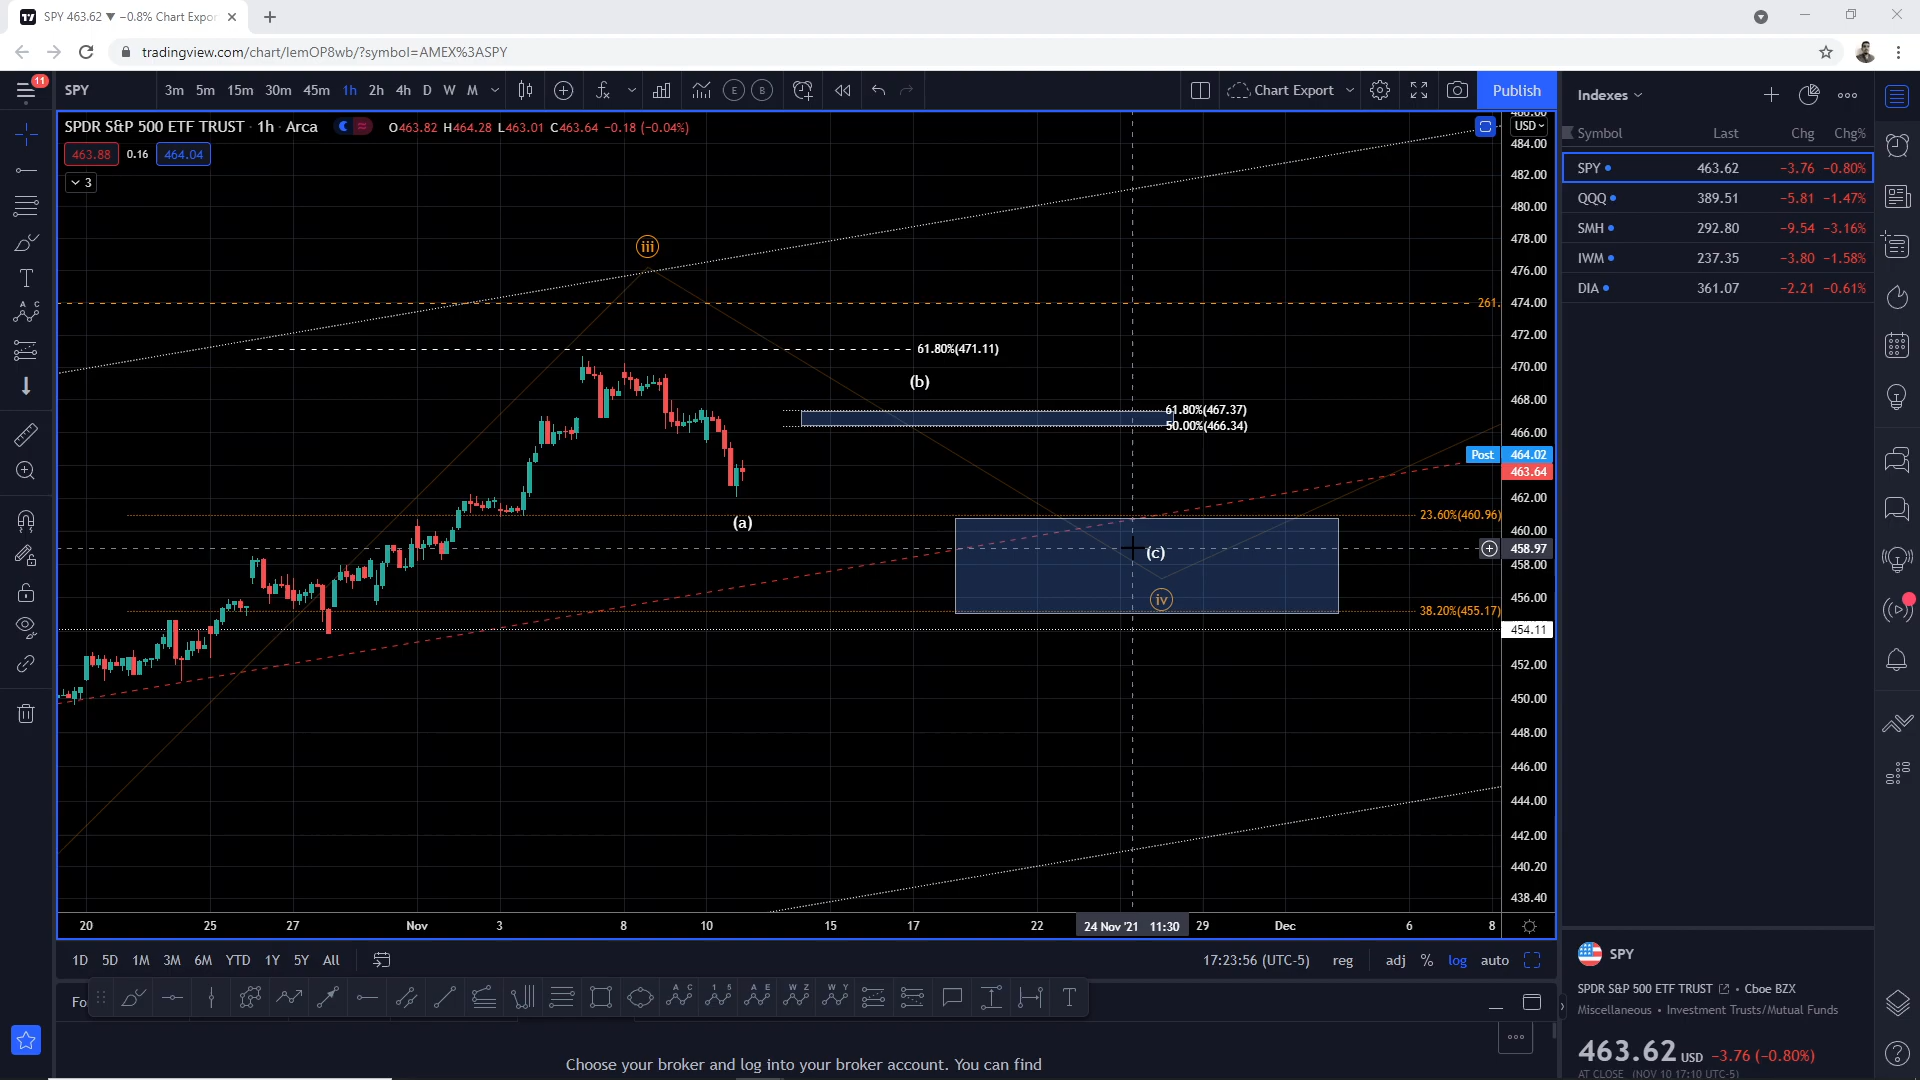 SPY 463.62 ▼ −0.8% Chart Expor
tradingview.com/chart/lemOP8wb/?symbol=AMEX%3ASPY
11
SPY 3m 5m 15m 30m 45m 1h 2h 4h D W M E B Chart Export Publish
SPDR S&P 500 ETF TRUST · 1h · Arca O463.82 H464.28 L463.01 C463.64 −0.18 (−0.04%)
463.88 0.16 464.04
3
USD
484.00
482.00
480.00
478.00
476.00
474.00
472.00
470.00
468.00
466.00
Post 464.02
463.64
462.00
460.00
458.97
458.00
456.00
454.11
452.00
450.00
448.00
446.00
444.00
442.00
440.20
438.40
iii
261.
61.80%(471.11)
(b)
61.80%(467.37)
50.00%(466.34)
(a)
23.60%(460.96)
(c)
iv
38.20%(455.17)
20 25 27 Nov 3 8 10 15 17 22 24 Nov '21 11:30 29 Dec 6 8
1D 5D 1M 3M 6M YTD 1Y 5Y All 17:23:56 (UTC-5) reg adj % log auto
Fo
A C
1 5
A E
W Z
W Y
T
Choose your broker and log into your broker account. You can find
Indexes
Symbol Last Chg Chg%
SPY 463.62 −3.76 −0.80%
QQQ 389.51 −5.81 −1.47%
SMH 292.80 −9.54 −3.16%
IWM 237.35 −3.80 −1.58%
DIA 361.07 −2.21 −0.61%
SPY
SPDR S&P 500 ETF TRUST • Cboe BZX
Miscellaneous • Investment Trusts/Mutual Funds
463.62 USD −3.76 (−0.80%)
AT CLOSE (NOV 10 17:10 UTC-5)